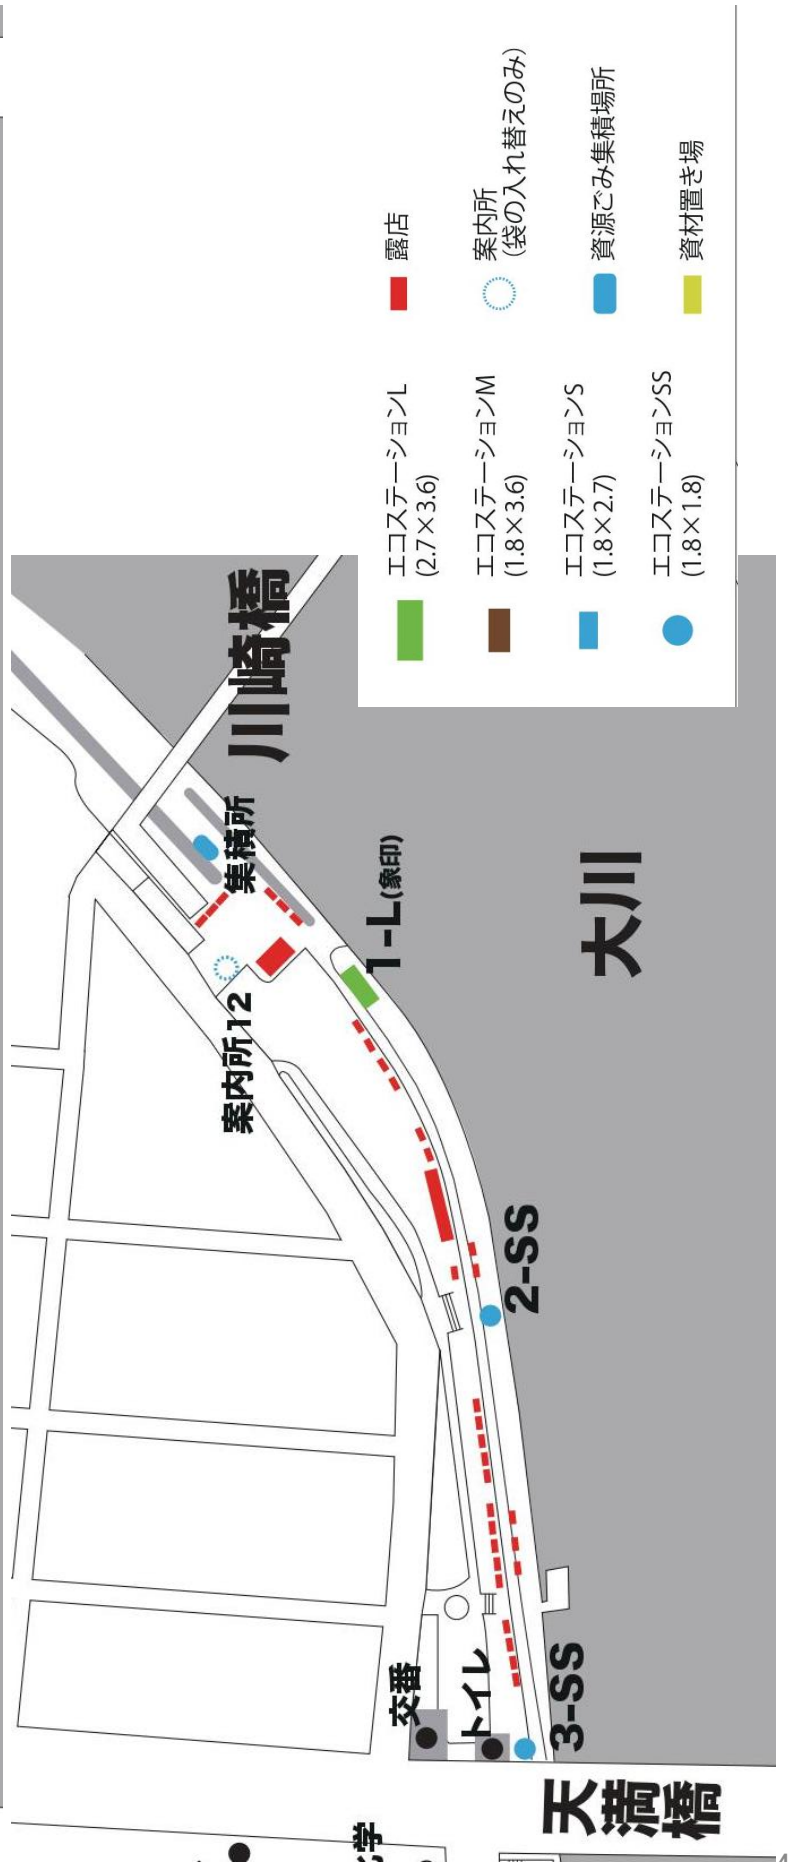 エコステーションL
(2.7×3.6)
エコステーションM
(1.8×3.6)
エコステーションS
(1.8×2.7)
エコステーションSS
(1.8×1.8)
露店
案内所
(袋の入れ替えのみ)
資源ごみ集積場所
資材置き場
川崎橋
集積所
案内所12
1-L(象印)
大川
2-SS
交番
トイレ
3-SS
天満橋
学
4